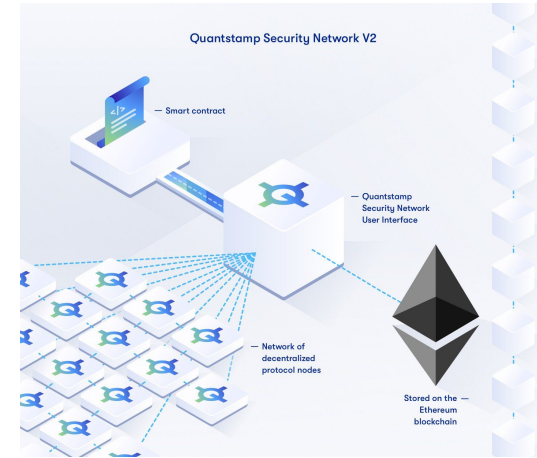 Quantstamp Security Network V2
</>
— Smart contract
— Quantstamp
Security Network
User Interface
— Network of
decentralized
protocol nodes
Stored on the —
Ethereum
blockchain